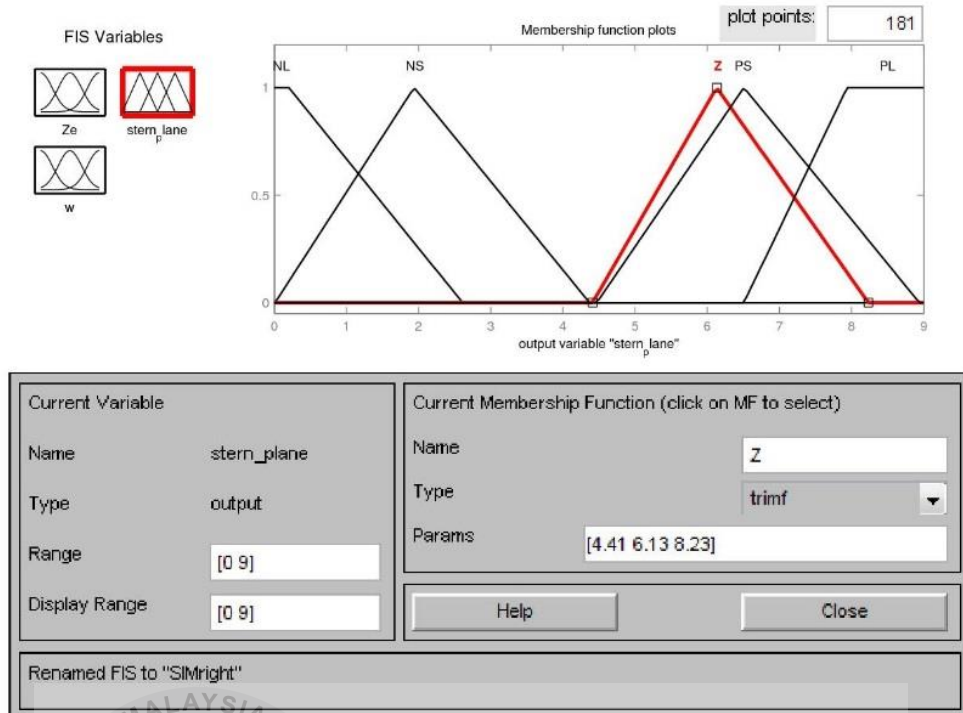 FIS Variables
Ze
stern_plane
w
plot points:
181
Membership function plots
NL
NS
Z
PS
PL
1
0.5
0
0 1 2 3 4 5 6 7 8 9
output variable "stern_plane"
Current Variable
Name stern_plane
Type output
Range [0 9]
Display Range [0 9]
Current Membership Function (click on MF to select)
Name Z
Type trimf
Params [4.41 6.13 8.23]
Help
Close
Renamed FIS to "SIMright"
MALAYSIA